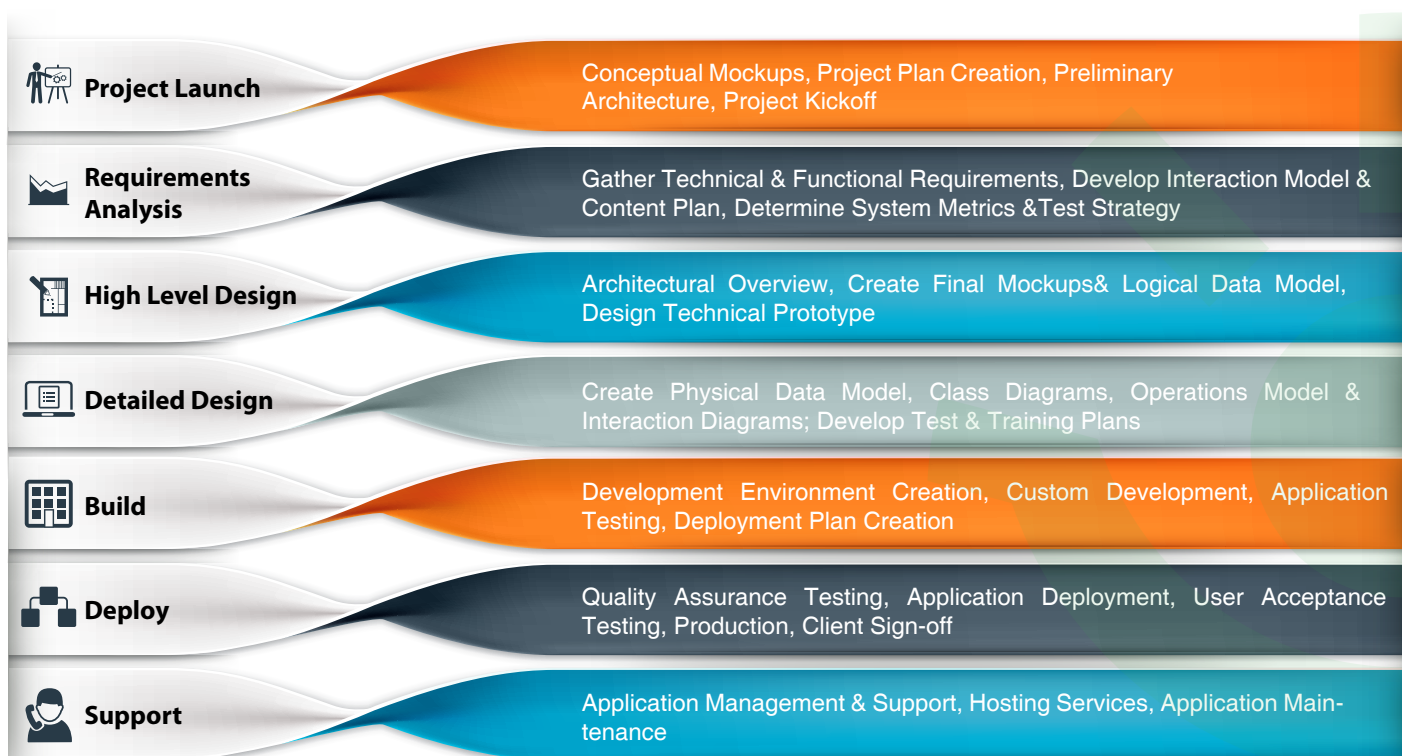 Project Launch
Conceptual Mockups, Project Plan Creation, Preliminary
Architecture, Project Kickoff
Requirements
Analysis
Gather Technical & Functional Requirements, Develop Interaction Model &
Content Plan, Determine System Metrics &Test Strategy
High Level Design
Architectural Overview, Create Final Mockups& Logical Data Model,
Design Technical Prototype
Detailed Design
Create Physical Data Model, Class Diagrams, Operations Model &
Interaction Diagrams; Develop Test & Training Plans
Build
Development Environment Creation, Custom Development, Application
Testing, Deployment Plan Creation
Deploy
Quality Assurance Testing, Application Deployment, User Acceptance
Testing, Production, Client Sign-off
Support
Application Management & Support, Hosting Services, Application Main-
tenance